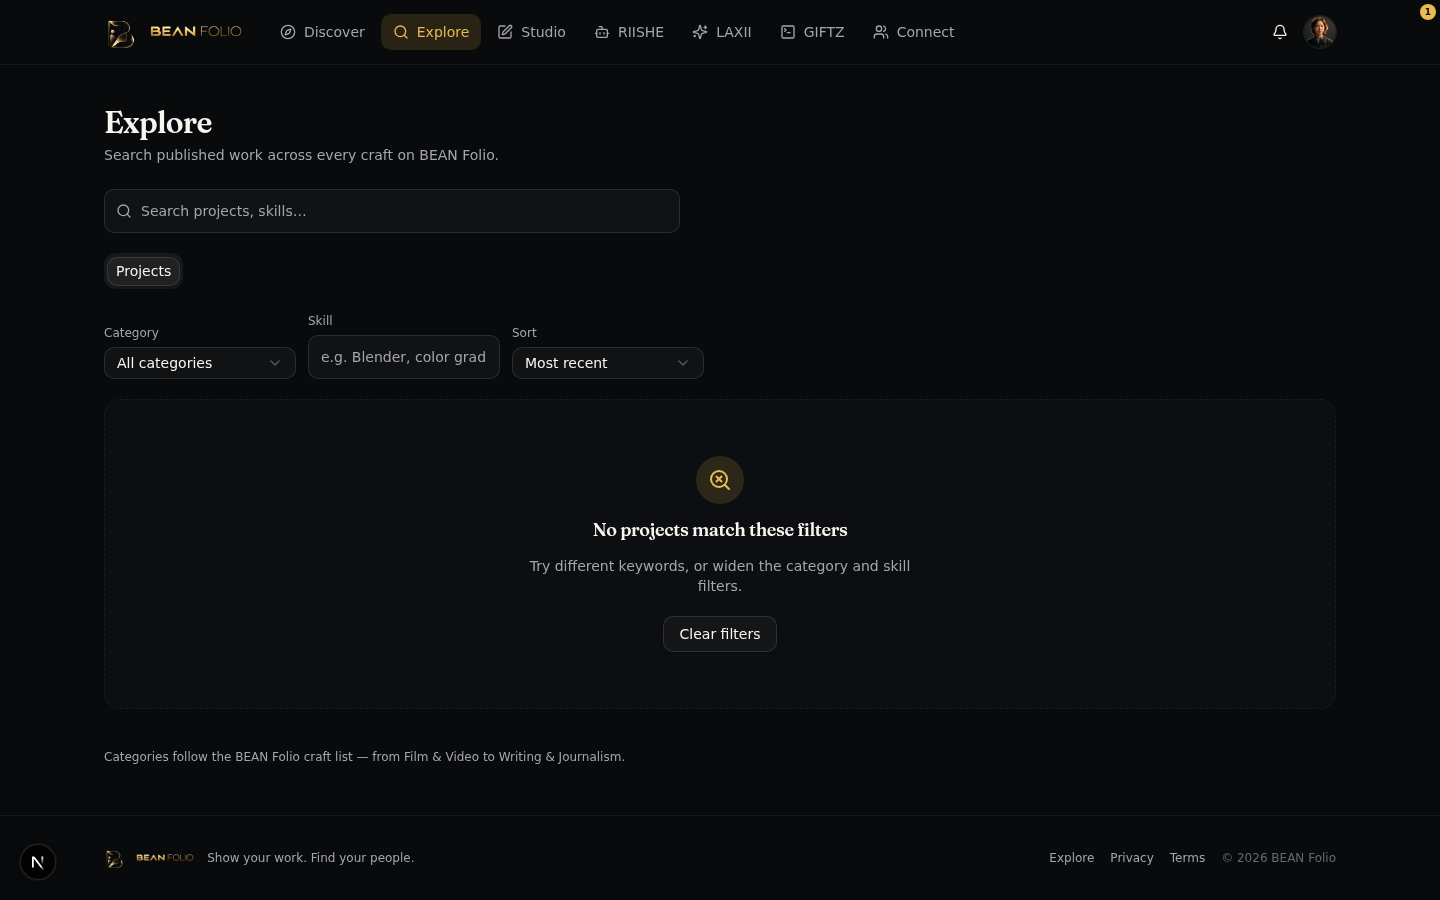 BEAN FOLIO
Discover
Explore
Studio
RIISHE
LAXII
GIFTZ
Connect
1
Explore
Search published work across every craft on BEAN Folio.
Search projects, skills...
Projects
Category
Skill
Sort
All categories
e.g. Blender, color grad
Most recent
No projects match these filters
Try different keywords, or widen the category and skill
filters.
Clear filters
Categories follow the BEAN Folio craft list — from Film & Video to Writing & Journalism.
N
BEAN FOLIO
Show your work. Find your people.
Explore
Privacy
Terms
© 2026 BEAN Folio